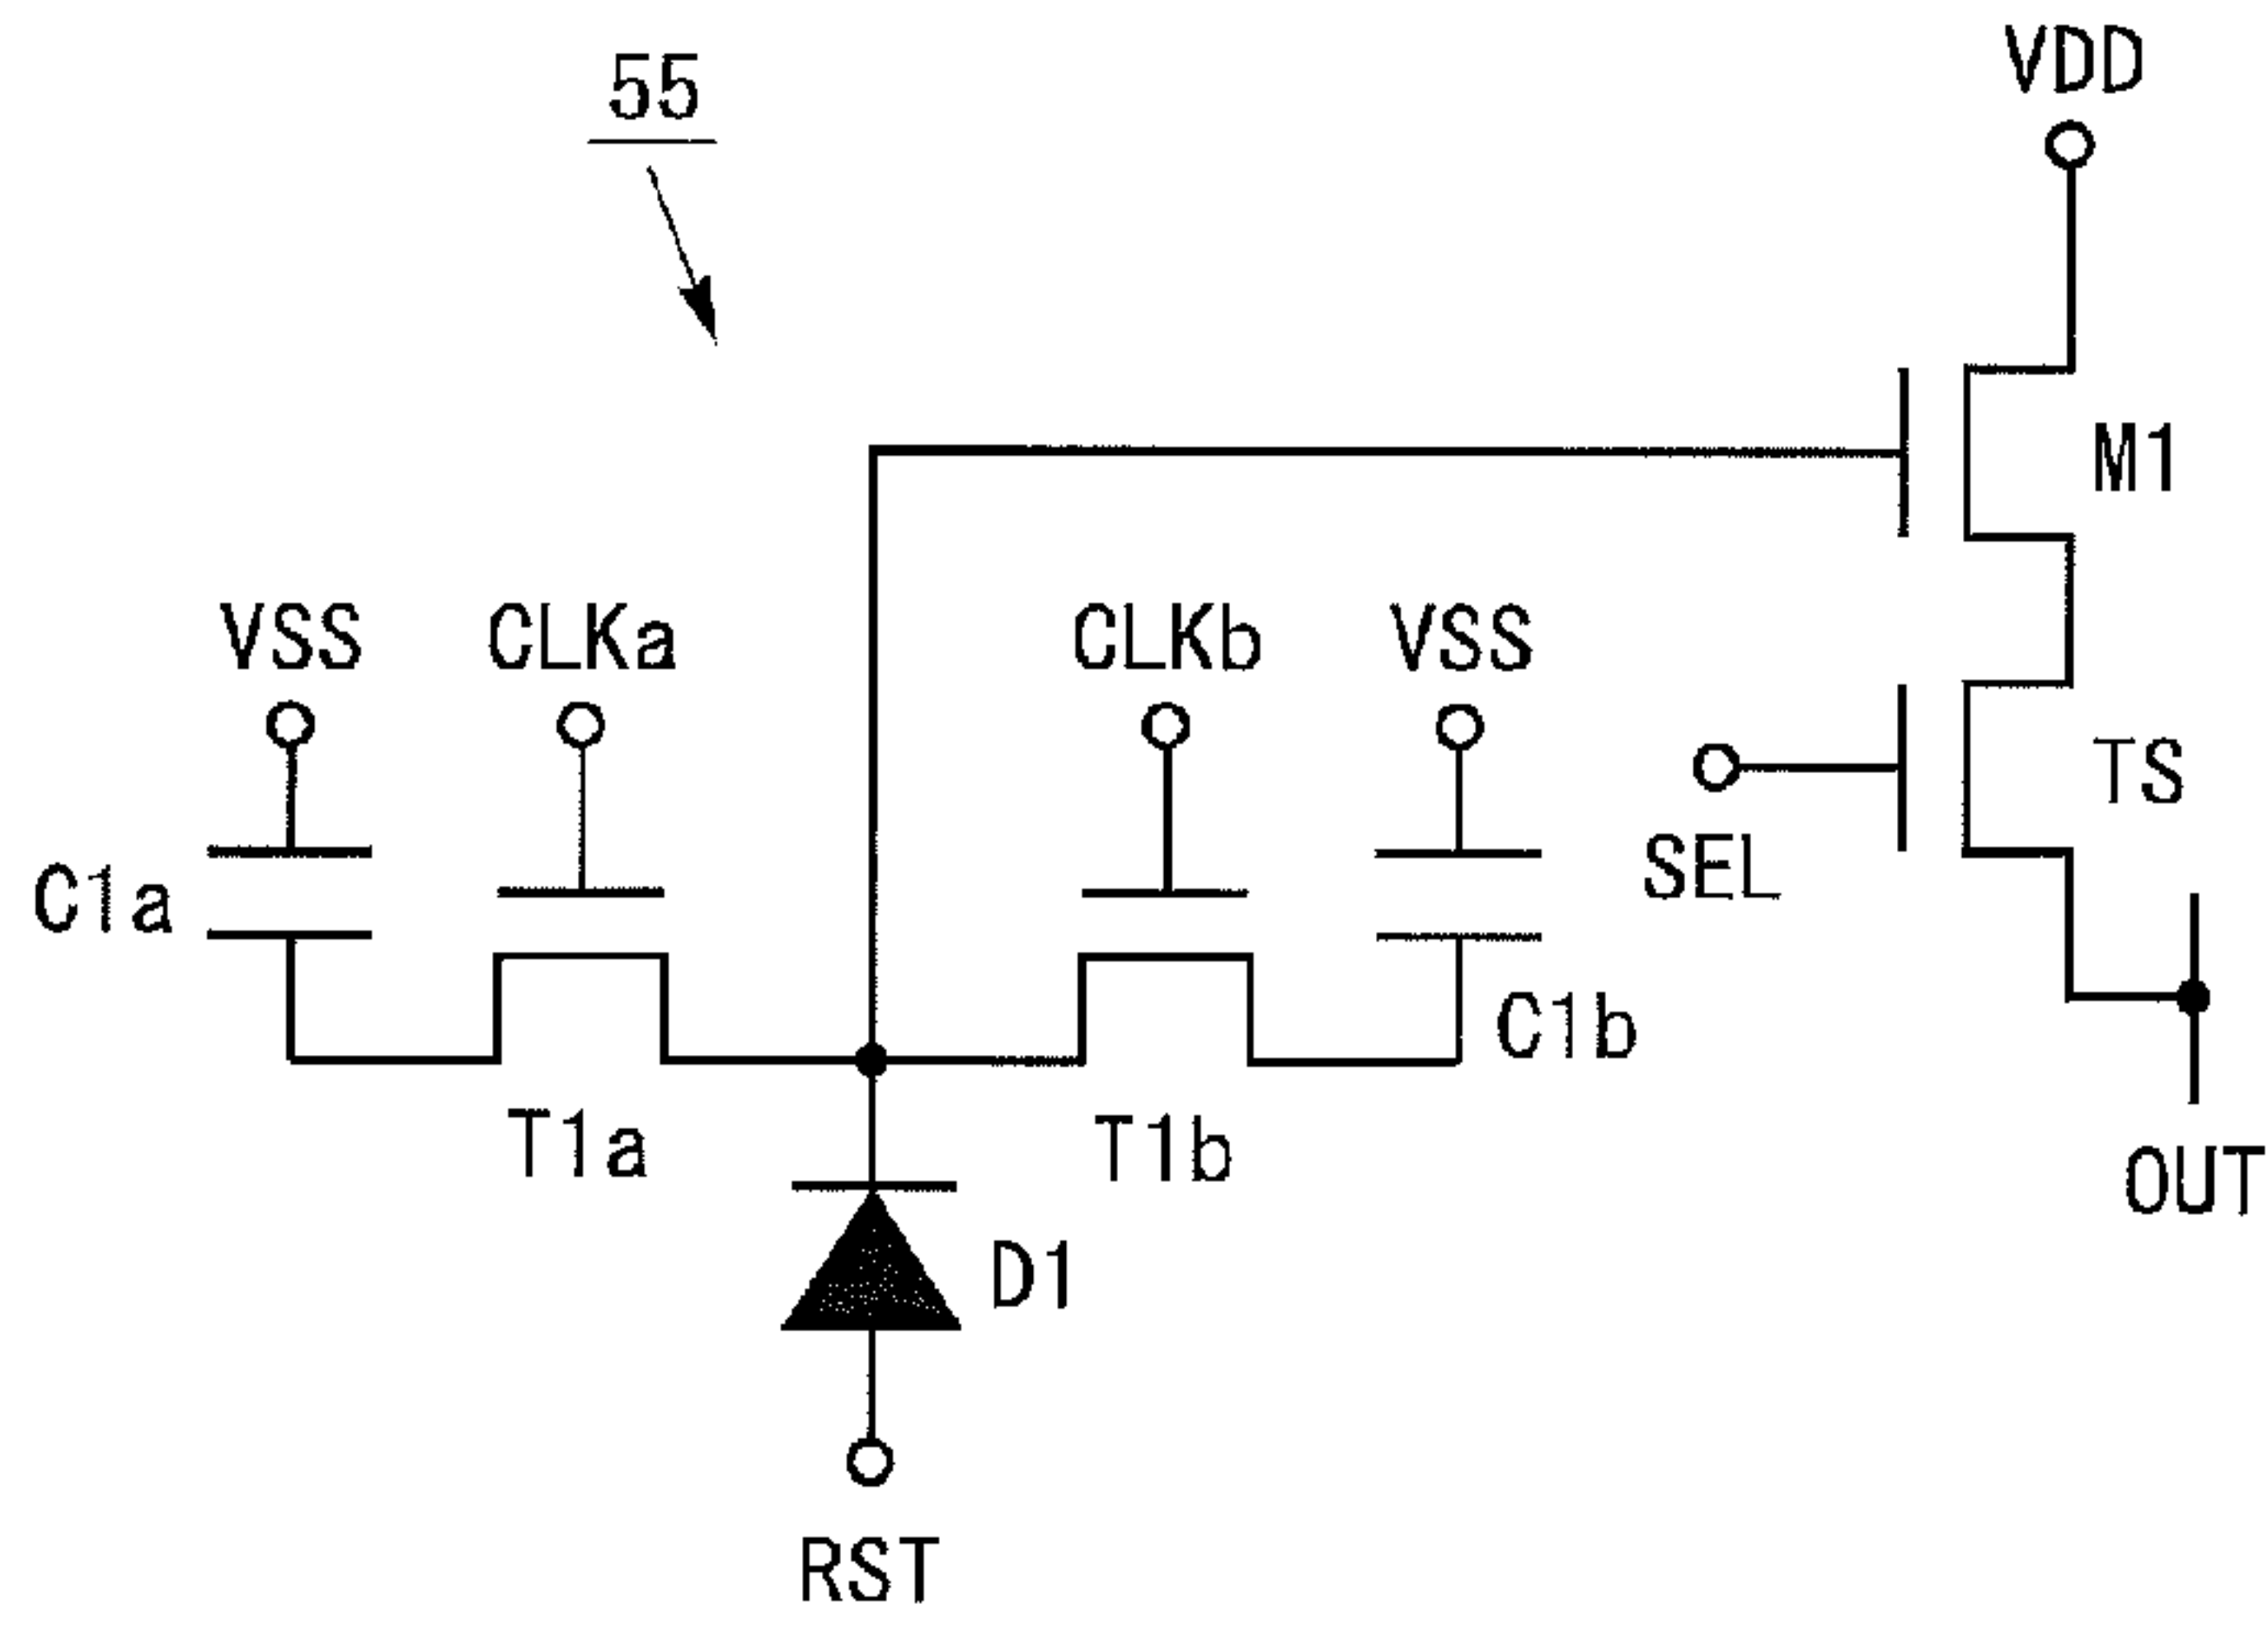 55
VDD
M1
VSS
CLKa
CLKb
VSS
TS
SEL
C1a
C1b
T1a
T1b
OUT
D1
RST